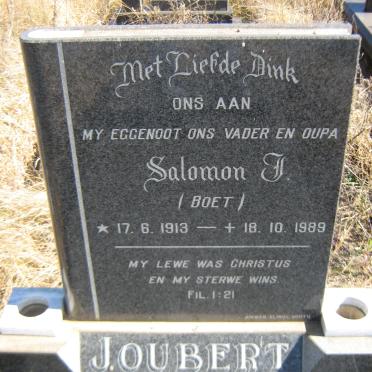 Met Liefde Dink
ONS AAN
MY EGGENOOT ONS VADER EN OUPA
Salomon J.
(BOET)
★ 17. 6. 1913 — + 18. 10. 1989
MY LEWE WAS CHRISTUS
EN MY STERWE WINS.
FIL. 1:21
JOUBERT